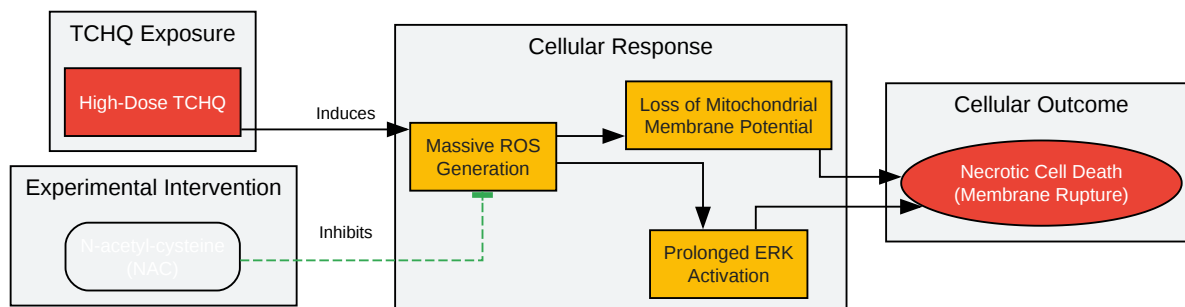 TCHQ Exposure
High-Dose TCHQ
Induces
Experimental Intervention
N-acetyl-cysteine
(NAC)
Inhibits
Cellular Response
Massive ROS
Generation
Loss of Mitochondrial
Membrane Potential
Prolonged ERK
Activation
Cellular Outcome
Necrotic Cell Death
(Membrane Rupture)